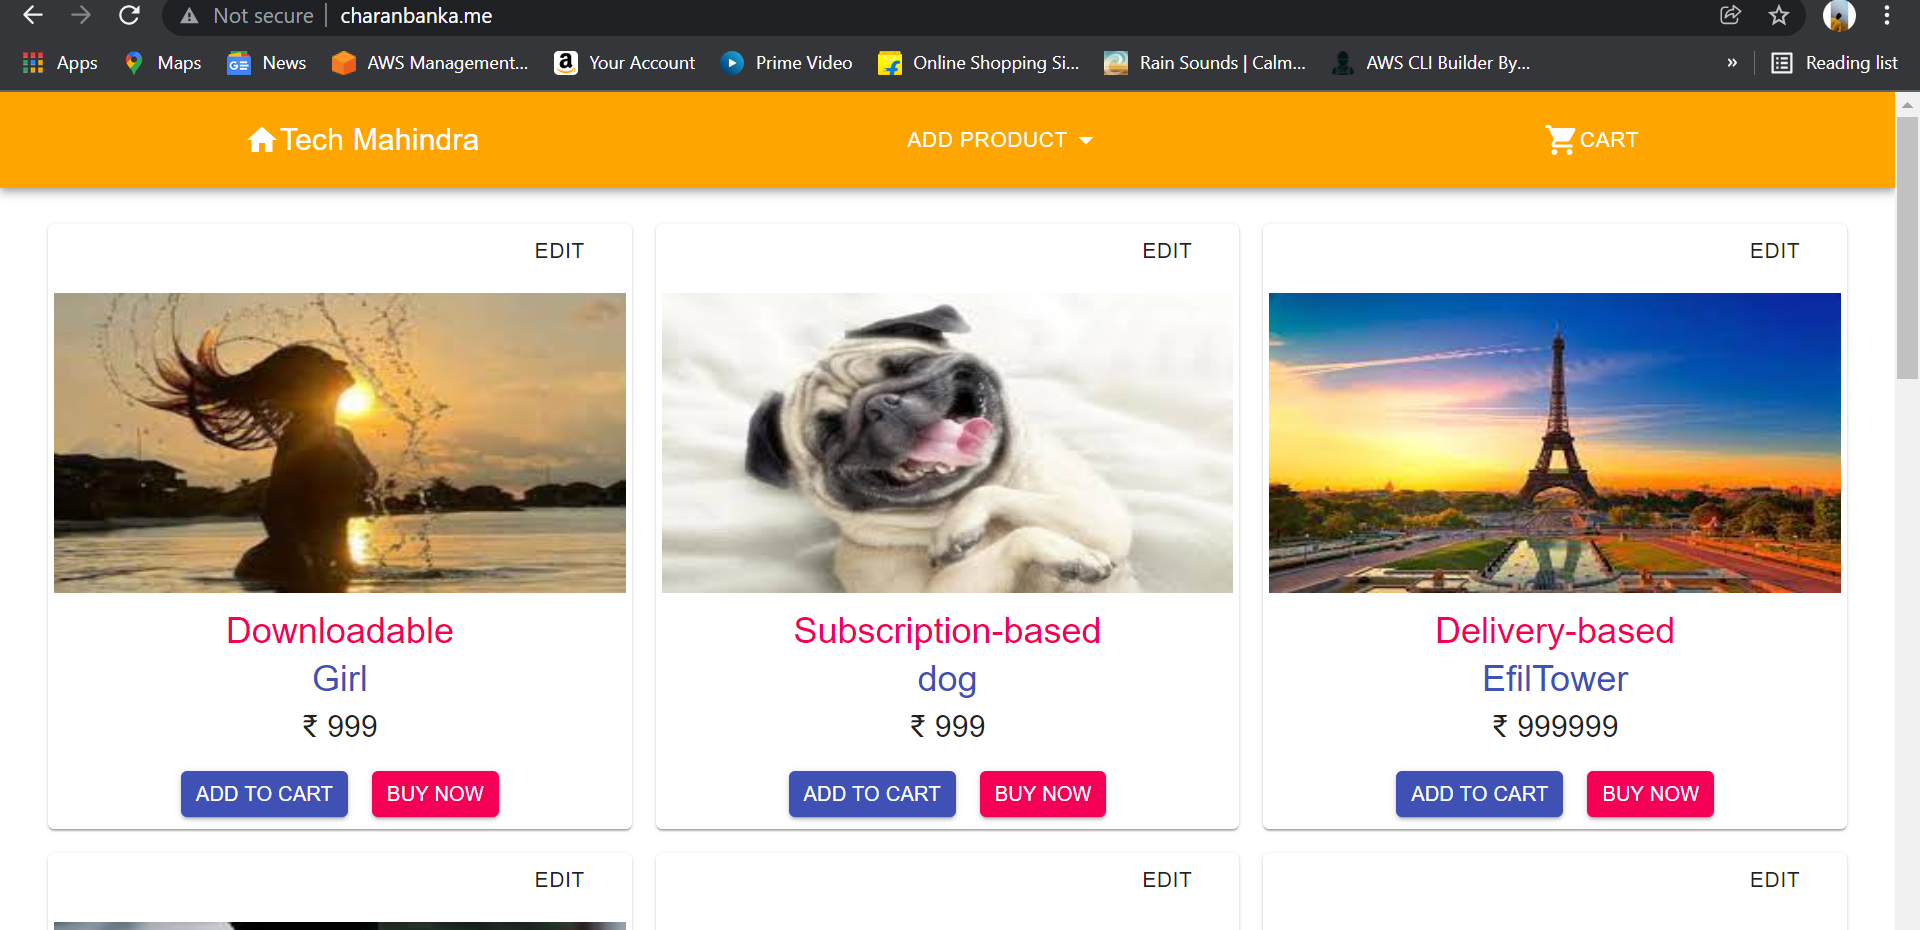 Not secure | charanbanka.me
Apps Maps News AWS Management... Your Account Prime Video Online Shopping Si... Rain Sounds | Calm... AWS CLI Builder By... » Reading list
Tech Mahindra ADD PRODUCT CART
EDIT EDIT EDIT
Downloadable Subscription-based Delivery-based
Girl dog EfilTower
₹ 999 ₹ 999 ₹ 999999
ADD TO CART BUY NOW ADD TO CART BUY NOW ADD TO CART BUY NOW
EDIT EDIT EDIT